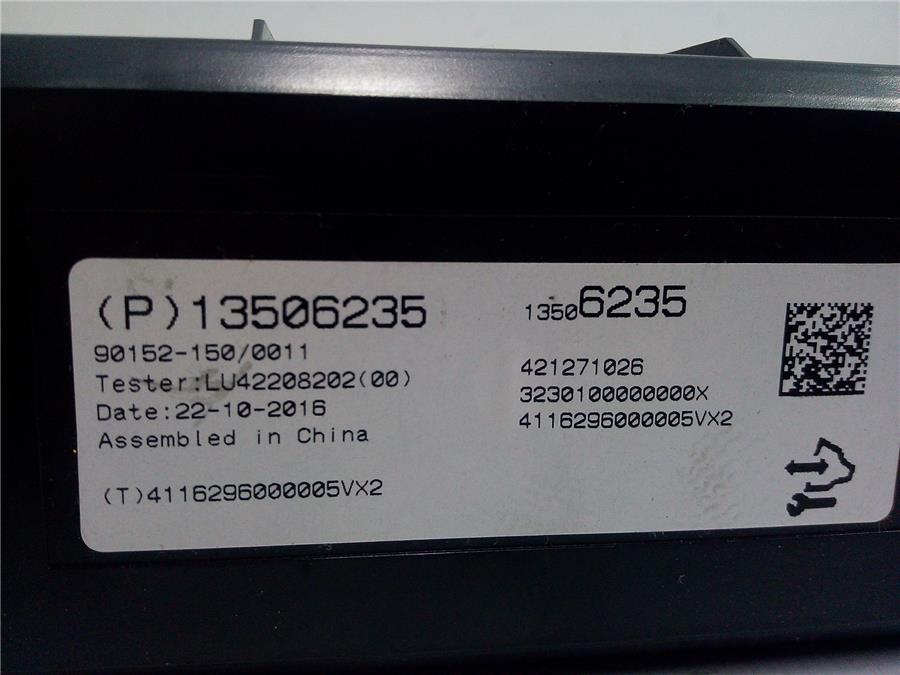 (P)13506235
90152-150/0011
Tester:LU42208202(00)
Date:22-10-2016
Assembled in China
(T)4116296000005VX2
13506235
421271026
3230100000000X
4116296000005VX2